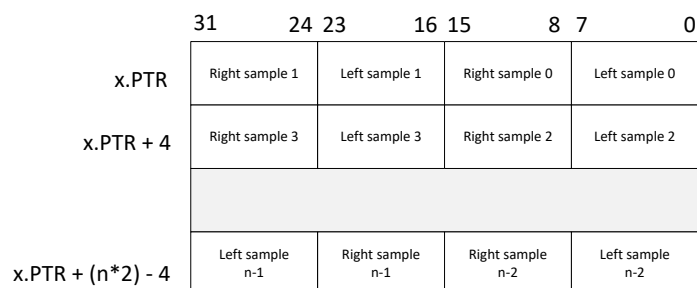 31 24 23 16 15 8 7 0
x.PTR Right sample 1 Left sample 1 Right sample 0 Left sample 0
x.PTR + 4 Right sample 3 Left sample 3 Right sample 2 Left sample 2
Left sample Right sample Right sample Left sample
x.PTR + (n*2) - 4 n-1 n-1 n-2 n-2